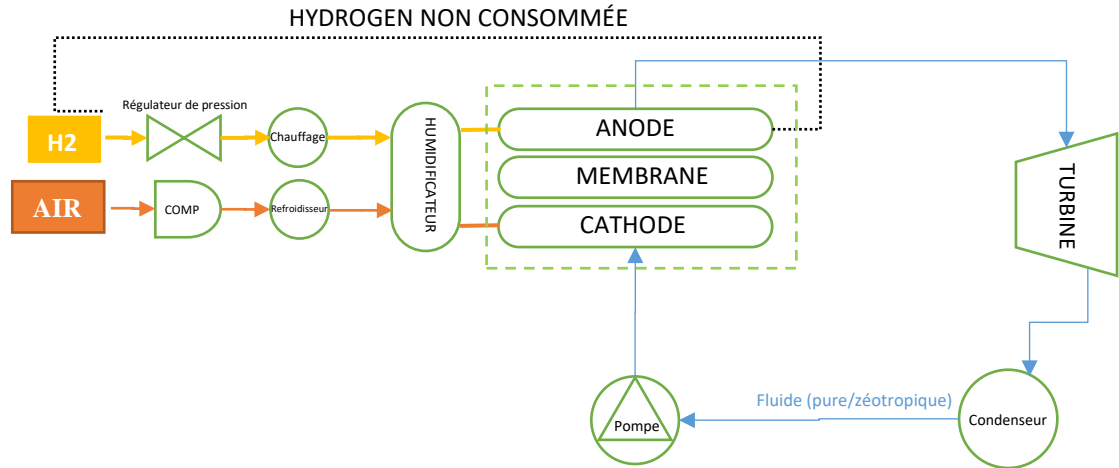 HYDROGEN NON CONSOMMÉE
Régulateur de pression
H2
Chauffage
HUMIDIFICATEUR
ANODE
MEMBRANE
CATHODE
AIR
COMP
Refroidisseur
TURBINE
Fluide (pure/zéotropique)
Pompe
Condenseur